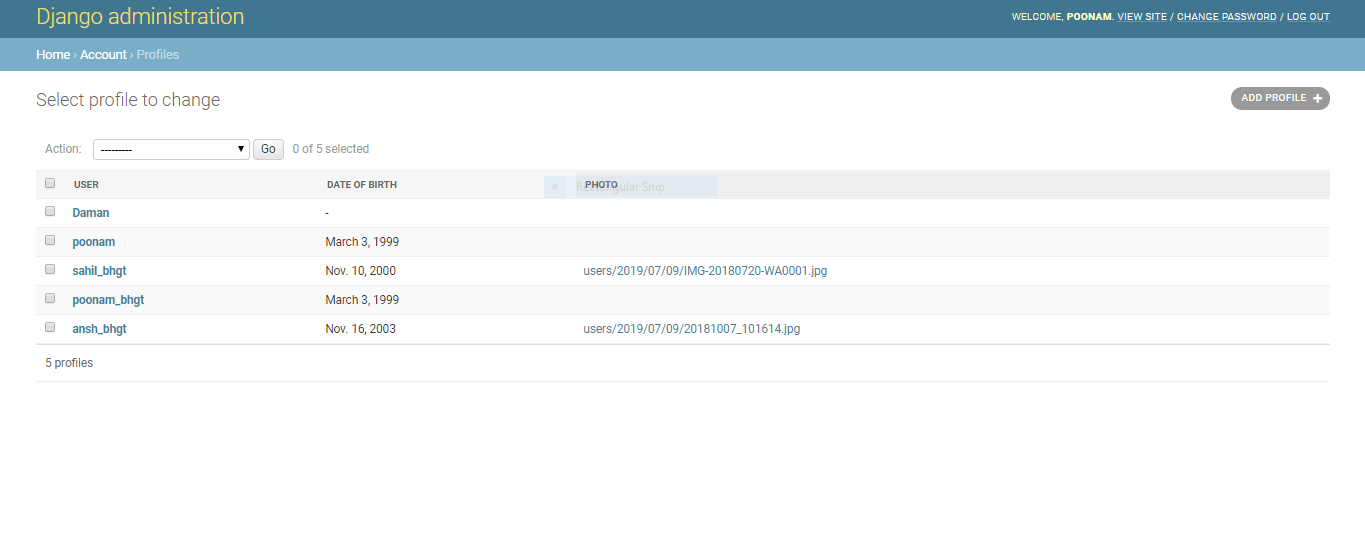 Django administration
WELCOME, POONAM. VIEW SITE / CHANGE PASSWORD / LOG OUT
Home › Account › Profiles
Select profile to change
ADD PROFILE +
Action: --------- Go 0 of 5 selected
USER DATE OF BIRTH PHOTO Rectangular Snip
Daman -
poonam March 3, 1999
sahil_bhgt Nov. 10, 2000 users/2019/07/09/IMG-20180720-WA0001.jpg
poonam_bhgt March 3, 1999
ansh_bhgt Nov. 16, 2003 users/2019/07/09/20181007_101614.jpg
5 profiles